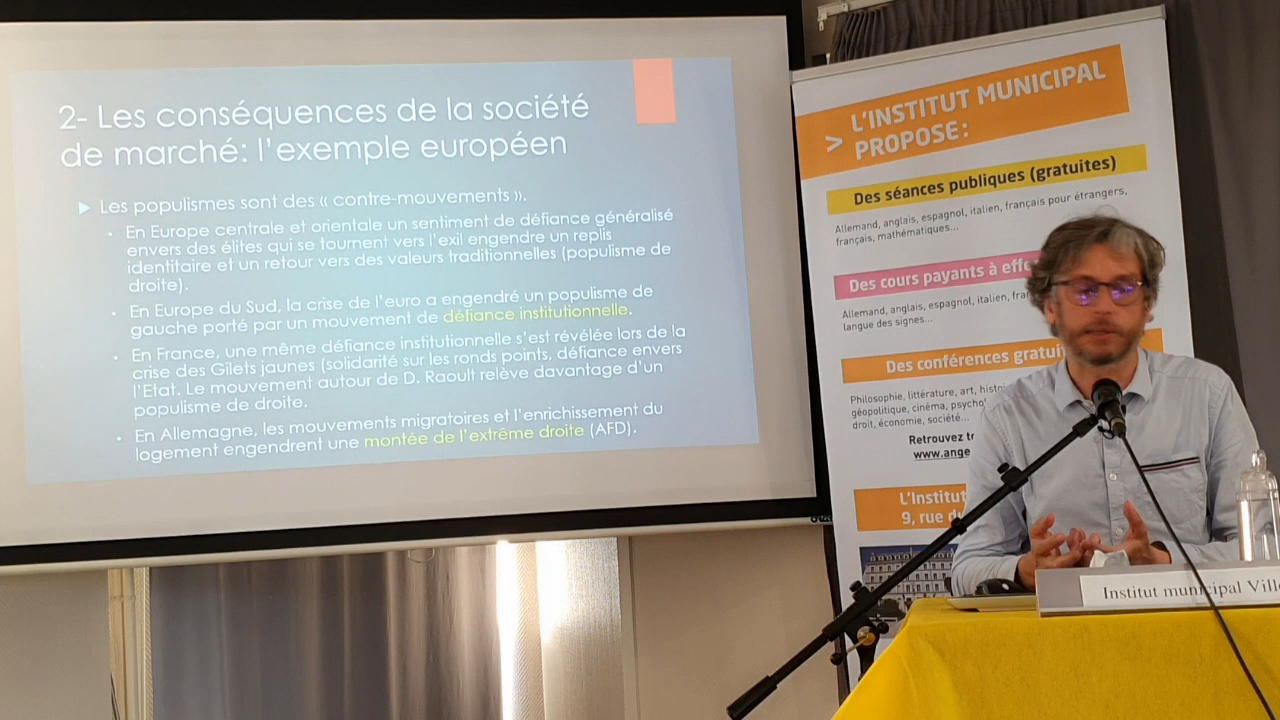 2- Les conséquences de la société
de marché: l'exemple européen
Les populismes sont des « contre-mouvements ».
En Europe centrale et orientale un sentiment de défiance généralisé
envers des élites qui se tournent vers l'exil engendre un replis
identitaire et un retour vers des valeurs traditionnelles (populisme de
droite).
En Europe du Sud, la crise de l'euro a engendré un populisme de
gauche porté par un mouvement de défiance institutionnelle.
En France, une même défiance institutionnelle s'est révélée lors de la
crise des Gilets jaunes (solidarité sur les ronds points, défiance envers
l'Etat. Le mouvement autour de D. Raoult relève davantage d'un
populisme de droite.
En Allemagne, les mouvements migratoires et l'enrichissement du
logement engendrent une montée de l'extrême droite (AFD).
> L'INSTITUT MUNICIPAL
PROPOSE:
Des séances publiques (gratuites)
Allemand, anglais, espagnol, italien, français pour étrangers,
français, mathématiques...
Des cours payants à effe
Allemand, anglais, espagnol, italien, fran
langue des signes...
Des conférences gratui
Philosophie, littérature, art, histoi
géopolitique, cinéma, psycho
droit, économie, société...
Retrouvez to
www.ange
L'Institut
9, rue du
Institut municipal Ville